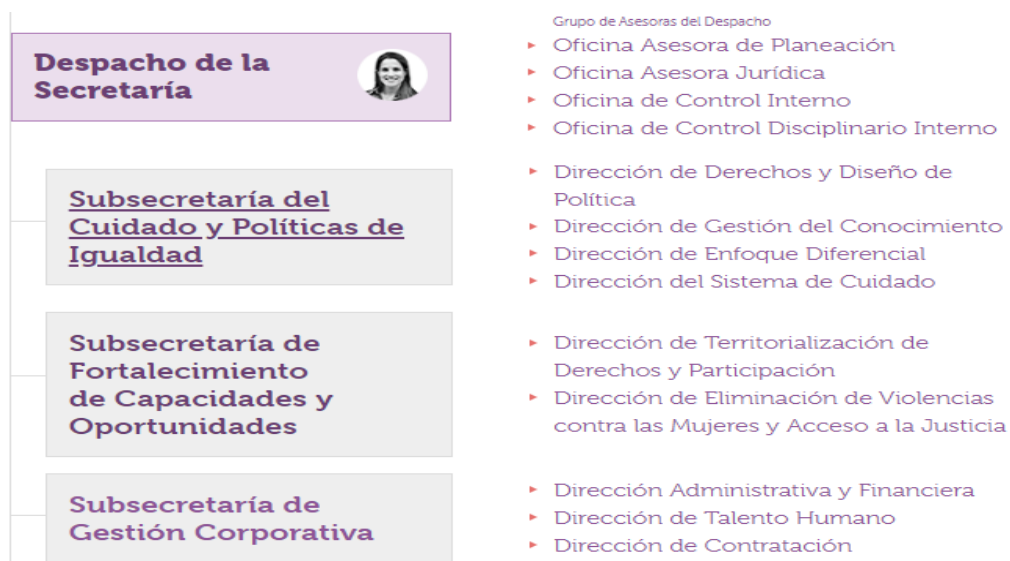 Grupo de Asesoras del Despacho
Despacho de la
Secretaría
Oficina Asesora de Planeación
Oficina Asesora Jurídica
Oficina de Control Interno
Oficina de Control Disciplinario Interno
Subsecretaría del
Cuidado y Políticas de
Igualdad
Dirección de Derechos y Diseño de
Política
Dirección de Gestión del Conocimiento
Dirección de Enfoque Diferencial
Dirección del Sistema de Cuidado
Subsecretaría de
Fortalecimiento
de Capacidades y
Oportunidades
Dirección de Territorialización de
Derechos y Participación
Dirección de Eliminación de Violencias
contra las Mujeres y Acceso a la Justicia
Subsecretaría de
Gestión Corporativa
Dirección Administrativa y Financiera
Dirección de Talento Humano
Dirección de Contratación